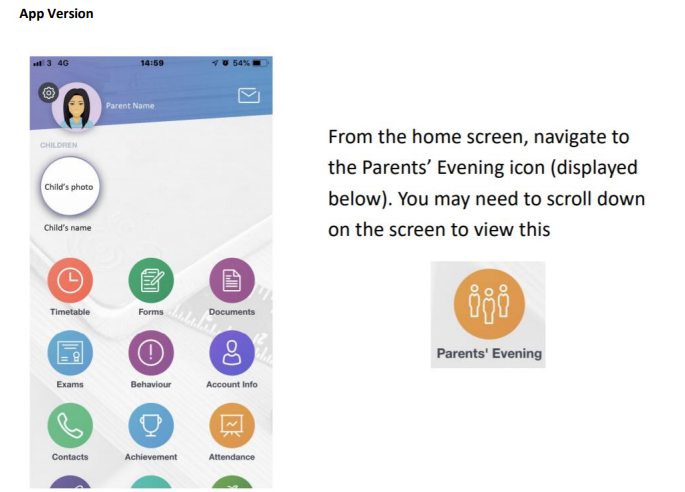 App Version
3 4G 14:59 54%
Parent Name
CHILDREN
Child's photo
Child's name
Timetable Forms Documents
Exams Behaviour Account Info
Contacts Achievement Attendance
From the home screen, navigate to
the Parents’ Evening icon (displayed
below). You may need to scroll down
on the screen to view this
Parents' Evening